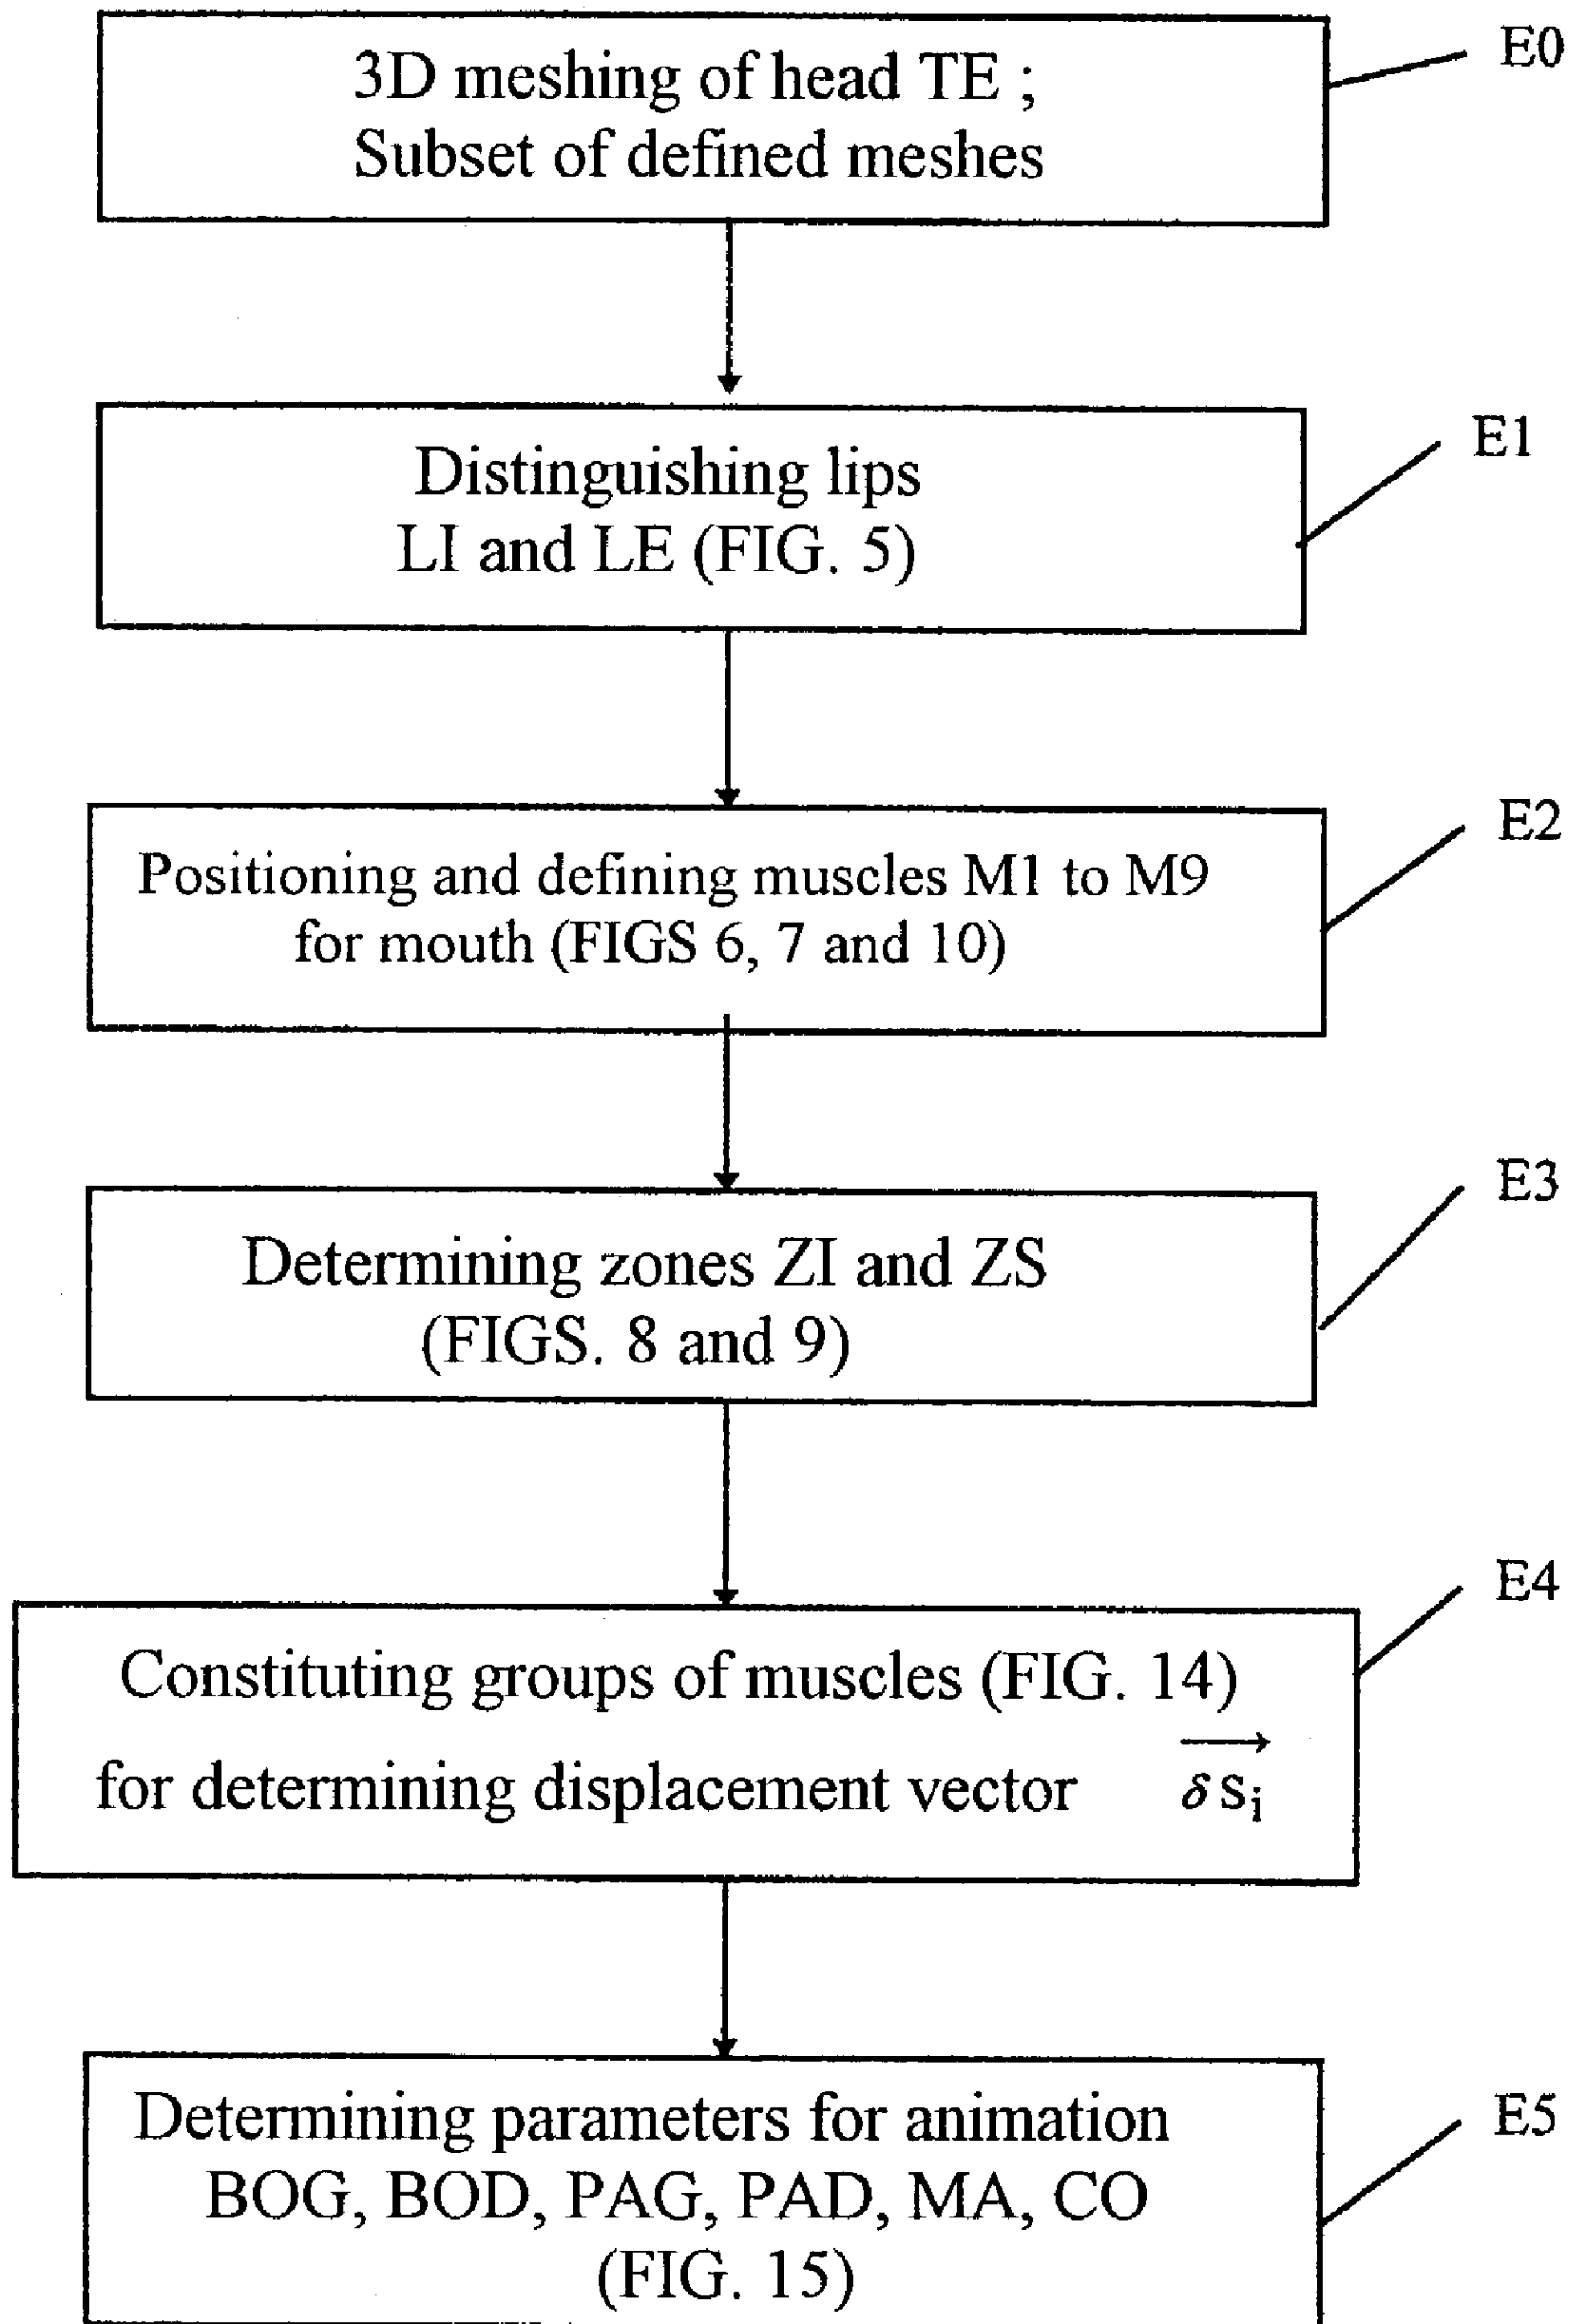 3D meshing of head TE ;
Subset of defined meshes
E0
Distinguishing lips
LI and LE (FIG. 5)
E1
Positioning and defining muscles M1 to M9
for mouth (FIGS 6, 7 and 10)
E2
Determining zones ZI and ZS
(FIGS. 8 and 9)
E3
Constituting groups of muscles (FIG. 14)
for determining displacement vector $\overrightarrow{\delta s_i}$
E4
Determining parameters for animation
BOG, BOD, PAG, PAD, MA, CO
(FIG. 15)
E5